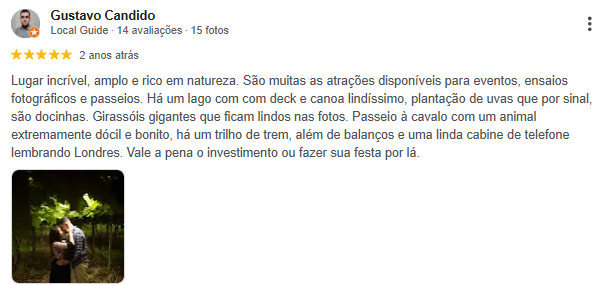 Gustavo Candido
Local Guide · 14 avaliações · 15 fotos
2 anos atrás
Lugar incrível, amplo e rico em natureza. São muitas as atrações disponíveis para eventos, ensaios
fotográficos e passeios. Há um lago com com deck e canoa lindíssimo, plantação de uvas que por sinal,
são docinhas. Girassóis gigantes que ficam lindos nas fotos. Passeio à cavalo com um animal
extremamente dócil e bonito, há um trilho de trem, além de balanços e uma linda cabine de telefone
lembrando Londres. Vale a pena o investimento ou fazer sua festa por lá.